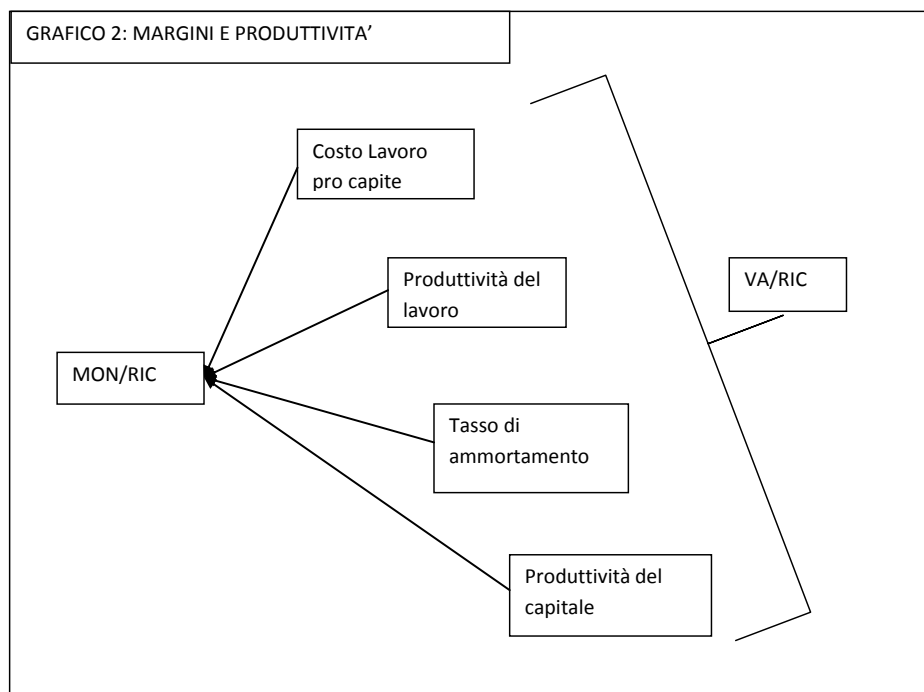 GRAFICO 2: MARGINI E PRODUTTIVITA’
Costo Lavoro
pro capite
Produttività del
lavoro
VA/RIC
MON/RIC
Tasso di
ammortamento
Produttività del
capitale